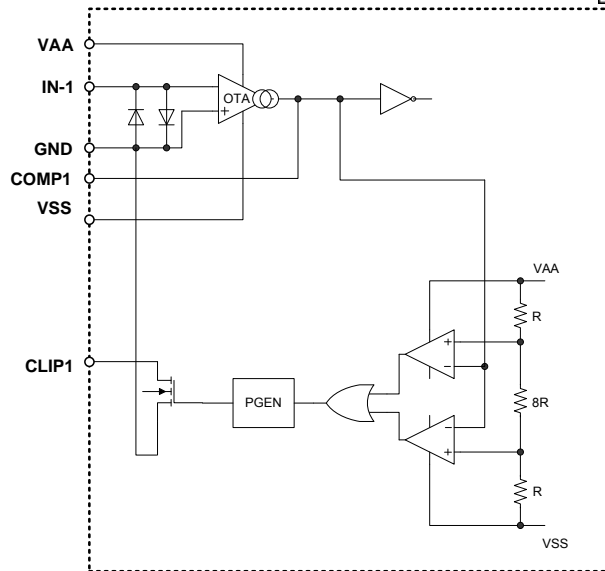 VAA
IN-1
OTA
+
GND
COMP1
VSS
VAA
R
+
−
CLIP1
PGEN
8R
−
+
R
VSS